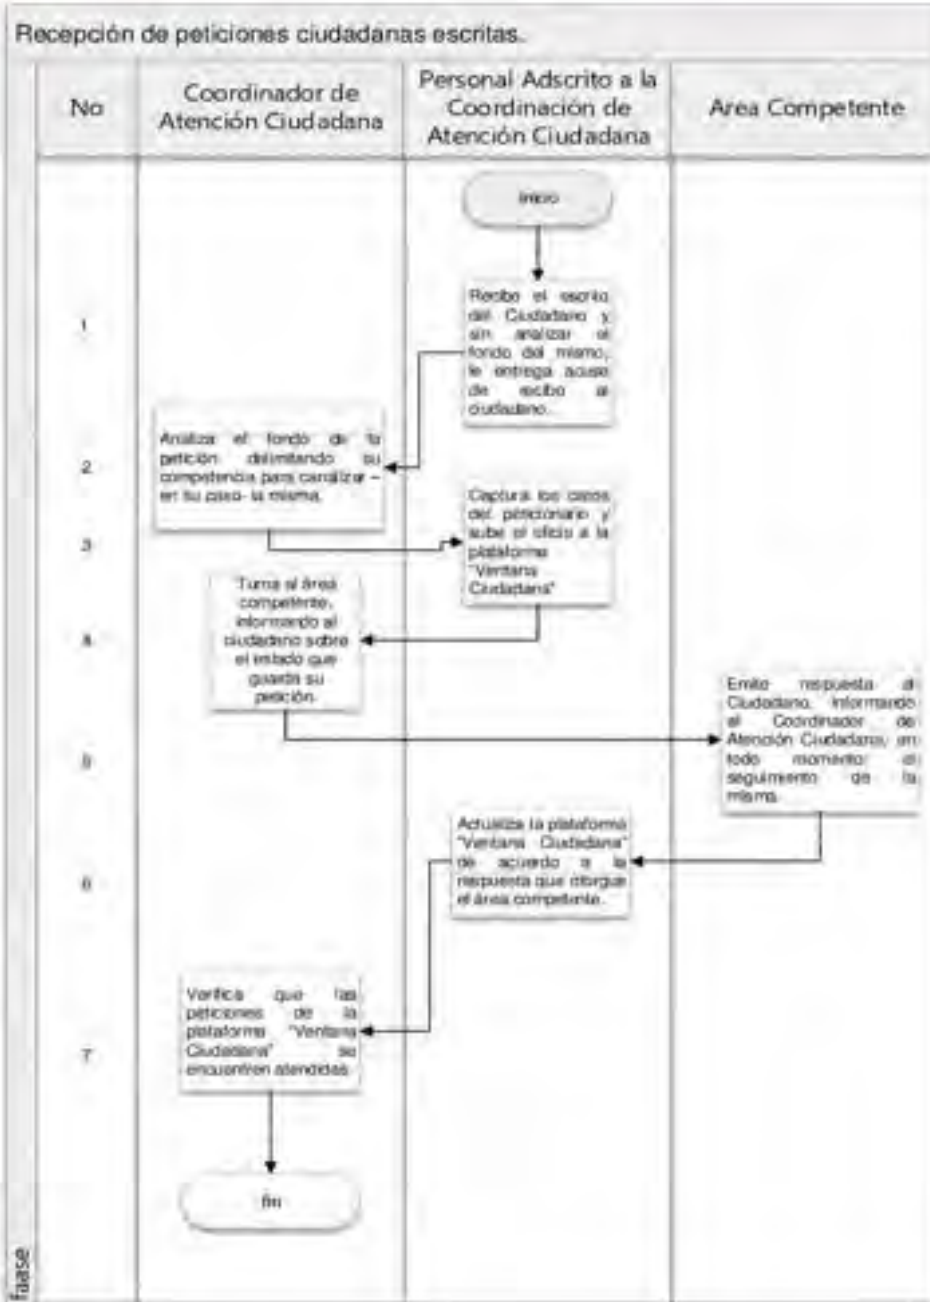 Recepción de peticiones ciudadanas escritas.
No
Coordinador de
Atención Ciudadana
Personal Adscrito a la
Coordinación de
Atención Ciudadana
Area Competente
Inicio
1
Recibe el escrito
del Ciudadano y
sin analizar el
fondo del mismo,
le entrega acuse
de recibo al
ciudadano.
2
Analiza el fondo de la
petición delimitando su
competencia para canalizar –
en su caso- la misma.
3
Captura los datos
del peticionario y
sube el oficio a la
plataforma
"Ventana
Ciudadana"
4
Turna al área
competente,
informando al
ciudadano sobre
el estado que
guarda su
petición.
5
Emite respuesta al
Ciudadano, informando
al Coordinador de
Atención Ciudadana, en
todo momento el
seguimiento de la
misma.
6
Actualiza la plataforma
"Ventana Ciudadana"
de acuerdo a la
respuesta que otorgue
el área competente.
7
Verifica que las
peticiones de la
plataforma "Ventana
Ciudadana" se
encuentren atendidas.
fin
faase